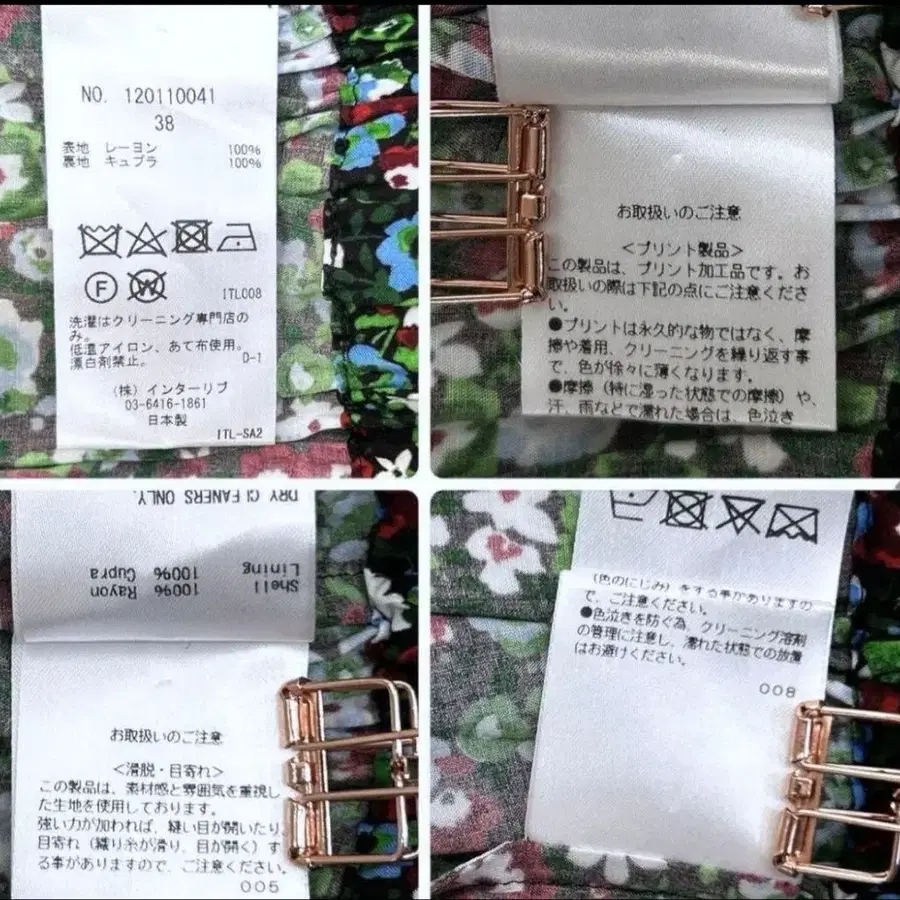 NO. 120110041
38
表地 レーヨン 100%
裏地 キュプラ 100%
F
W
ITL008
洗濯はクリーニング専門店の
み。
低温アイロン、あて布使用。
漂白剤禁止。 D-1
(株) インターリブ
03-6416-1861
日本製
ITL-SA2
お取扱いのご注意
<プリント製品>
この製品は、プリント加工品です。お
取扱いの際は下記の点にご注意くださ
い。
●プリントは永久的な物ではなく、摩
擦や着用、クリーニングを繰り返す事
で、色が徐々に薄くなります。
●摩擦（特に湿った状態での摩擦）や、
汗、雨などで濡れた場合は、色泣き
DRY CLEANERS ONLY.
Shell 100% Rayon
Lining 100% Cupra
お取扱いのご注意
<滑脱・目寄れ>
この製品は、素材感と雰囲気を重視し
た生地を使用しております。
強い力が加われば、縫い目が開いたり、
目寄れ（織り糸が滑り、目が開く）す
る事がありますので、ご注意ください。
005
（色のにじみ）をする事がありますの
で、ご注意ください。
●色泣きを防ぐ為、クリーニング溶剤
の管理に注意し、濡れた状態での放置
はお避けください。
008